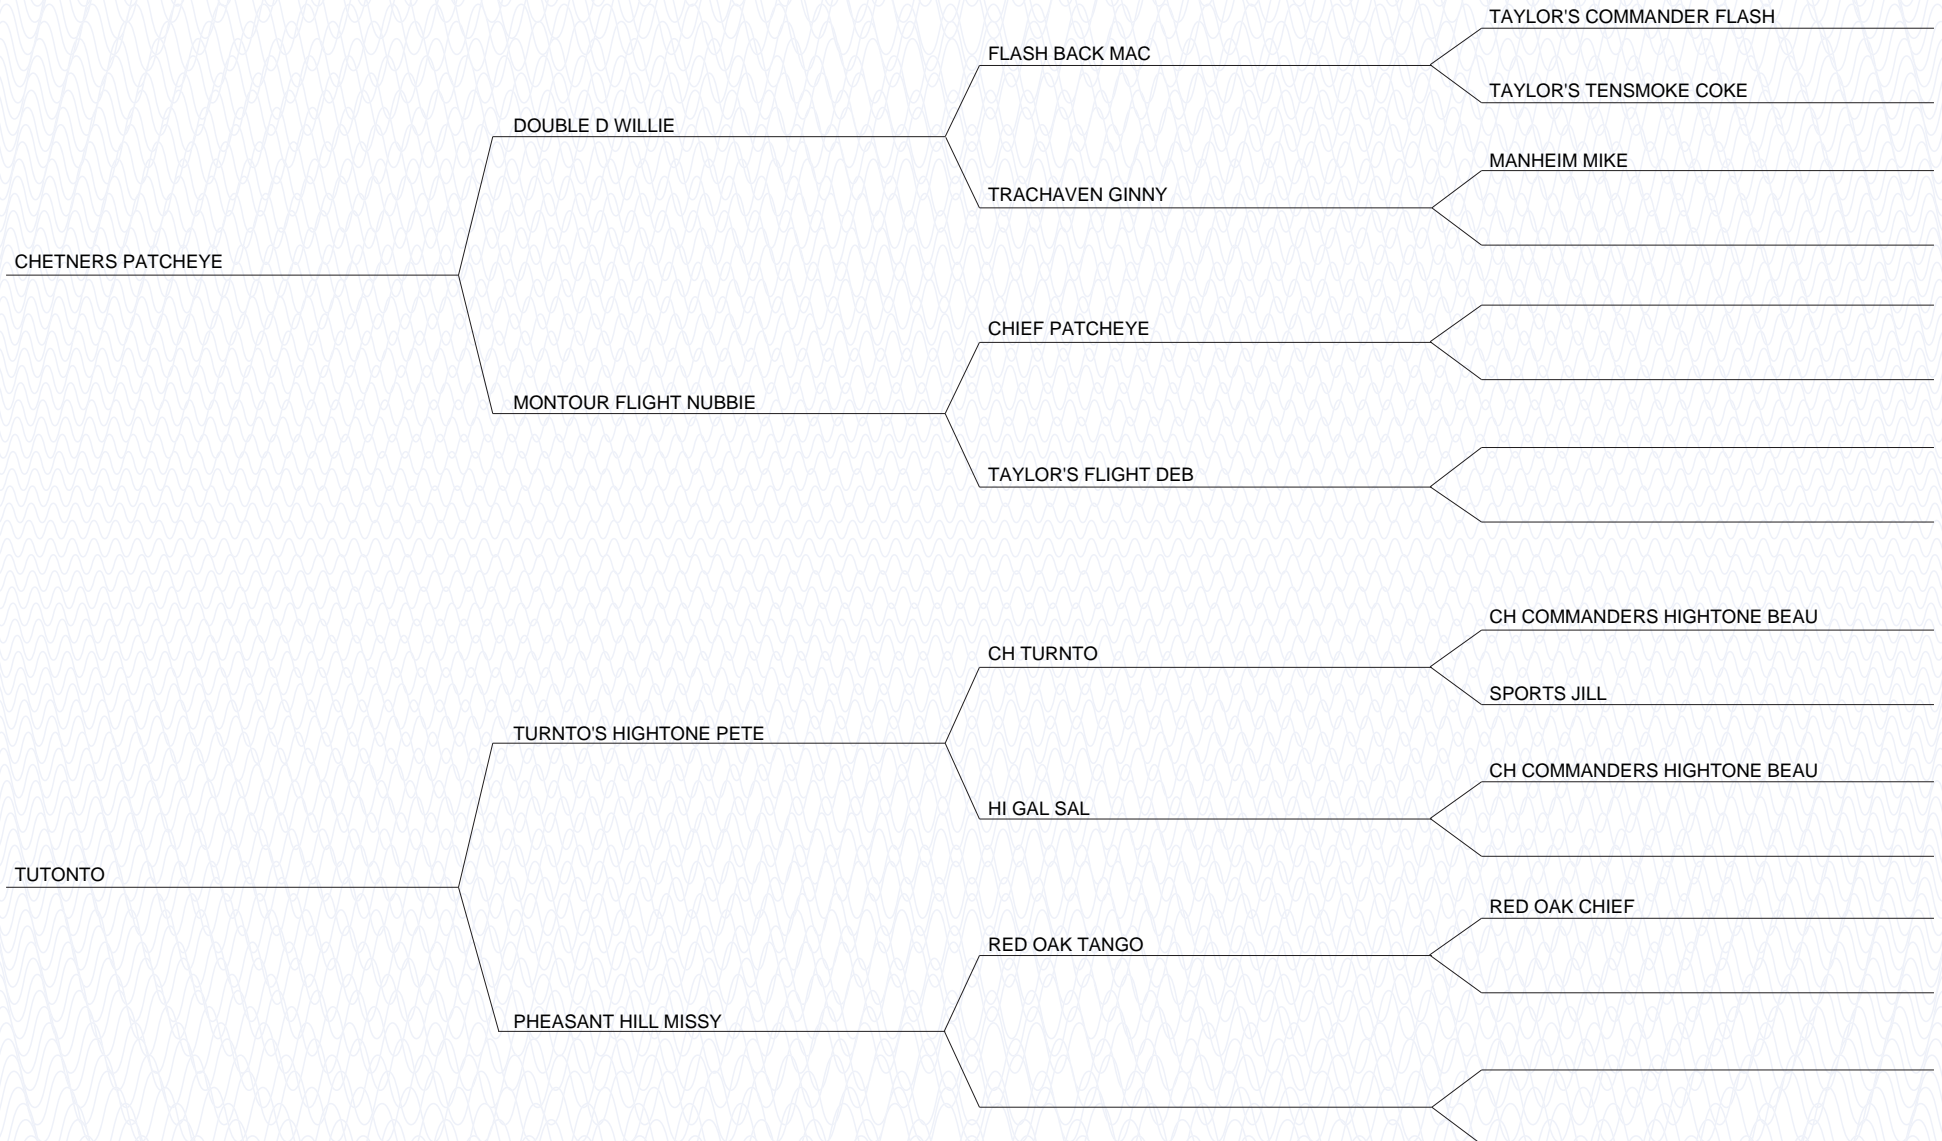 TAYLOR'S COMMANDER FLASH
FLASH BACK MAC
TAYLOR'S TENSMOKE COKE
DOUBLE D WILLIE
MANHEIM MIKE
TRACHAVEN GINNY
CHETNERS PATCHEYE
CHIEF PATCHEYE
MONTOUR FLIGHT NUBBIE
TAYLOR'S FLIGHT DEB
CH COMMANDERS HIGHTONE BEAU
CH TURNTO
SPORTS JILL
TURNTO'S HIGHTONE PETE
CH COMMANDERS HIGHTONE BEAU
HI GAL SAL
TUTONTO
RED OAK CHIEF
RED OAK TANGO
PHEASANT HILL MISSY